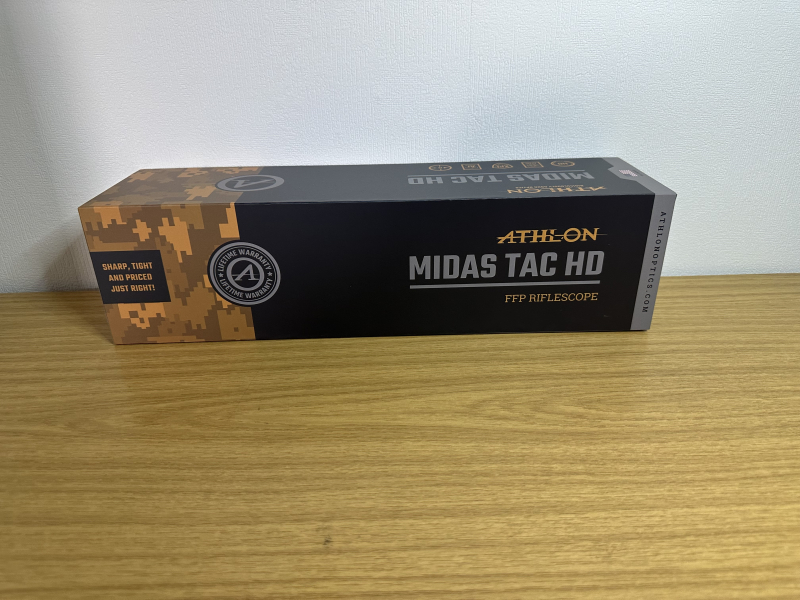 MIDAS TAC HD
ATHLON
ATHLON
MIDAS TAC HD
FFP RIFLESCOPE
SHARP, TIGHT
AND PRICED
JUST RIGHT!
LIFETIME WARRANTY
LIFETIME WARRANTY
ATHLONOPTICS.COM